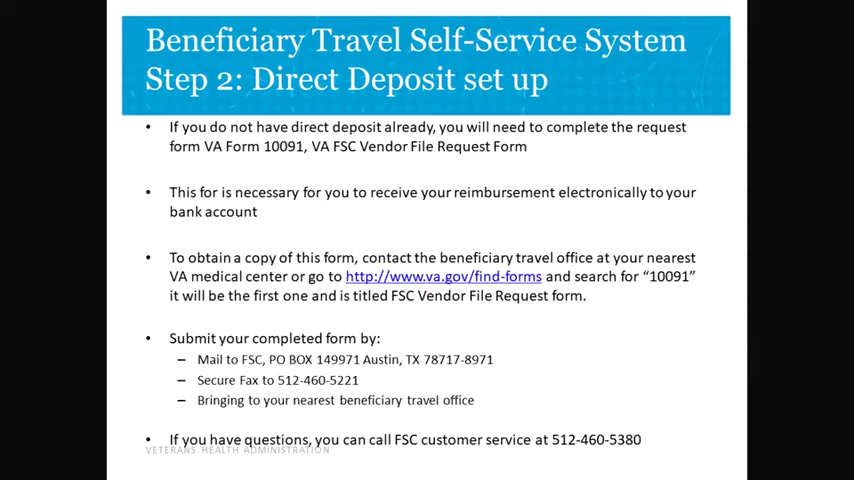 Beneficiary Travel Self-Service System
Step 2: Direct Deposit set up
• If you do not have direct deposit already, you will need to complete the request
form VA Form 10091, VA FSC Vendor File Request Form
• This for is necessary for you to receive your reimbursement electronically to your
bank account
• To obtain a copy of this form, contact the beneficiary travel office at your nearest
VA medical center or go to http://www.va.gov/find-forms and search for “10091”
it will be the first one and is titled FSC Vendor File Request form.
• Submit your completed form by:
– Mail to FSC, PO BOX 149971 Austin, TX 78717-8971
– Secure Fax to 512-460-5221
– Bringing to your nearest beneficiary travel office
• If you have questions, you can call FSC customer service at 512-460-5380
VETERANS HEALTH ADMINISTRATION